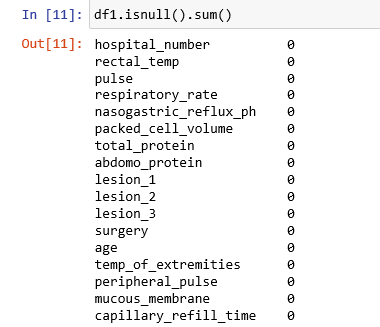 In [11]: df1.isnull().sum()
Out[11]: hospital_number 0
rectal_temp 0
pulse 0
respiratory_rate 0
nasogastric_reflux_ph 0
packed_cell_volume 0
total_protein 0
abdomo_protein 0
lesion_1 0
lesion_2 0
lesion_3 0
surgery 0
age 0
temp_of_extremities 0
peripheral_pulse 0
mucous_membrane 0
capillary_refill_time 0